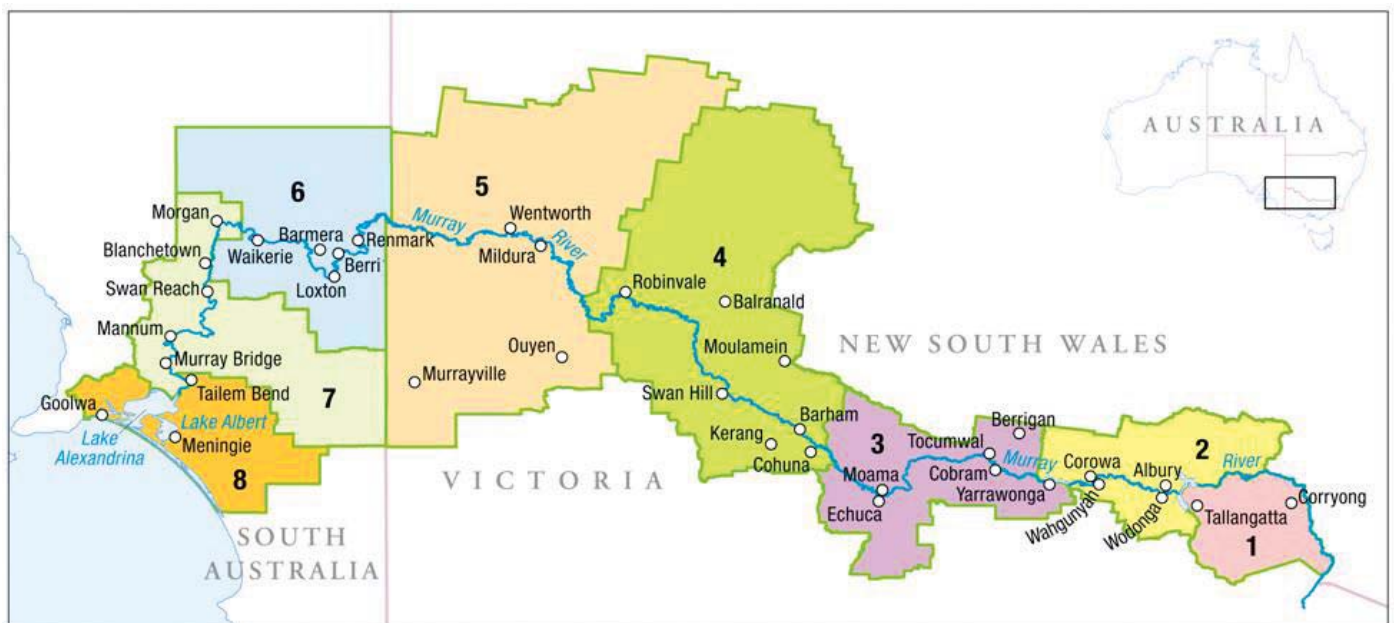 AUSTRALIA
6
5
Morgan
Wentworth
Murray
Barmera
Renmark
River
Waikerie
Mildura
Blanchetown
Berri
4
Loxton
Robinvale
Swan Reach
Balranald
Mannum
NEW SOUTH WALES
Ouyen
Moulamein
Murray Bridge
Murrayville
Tailem Bend
7
Swan Hill
Goolwa
Lake Albert
Barham
Berrigan
Lake
Alexandrina
Meningie
Kerang
3
Tocumwal
2
Cohuna
Murray
Corowa
Albury
River
8
VICTORIA
Moama
Cobram
Yarrawonga
Echuca
Wahgunyah
Wodonga
Tallangatta
Corryong
1
SOUTH
AUSTRALIA